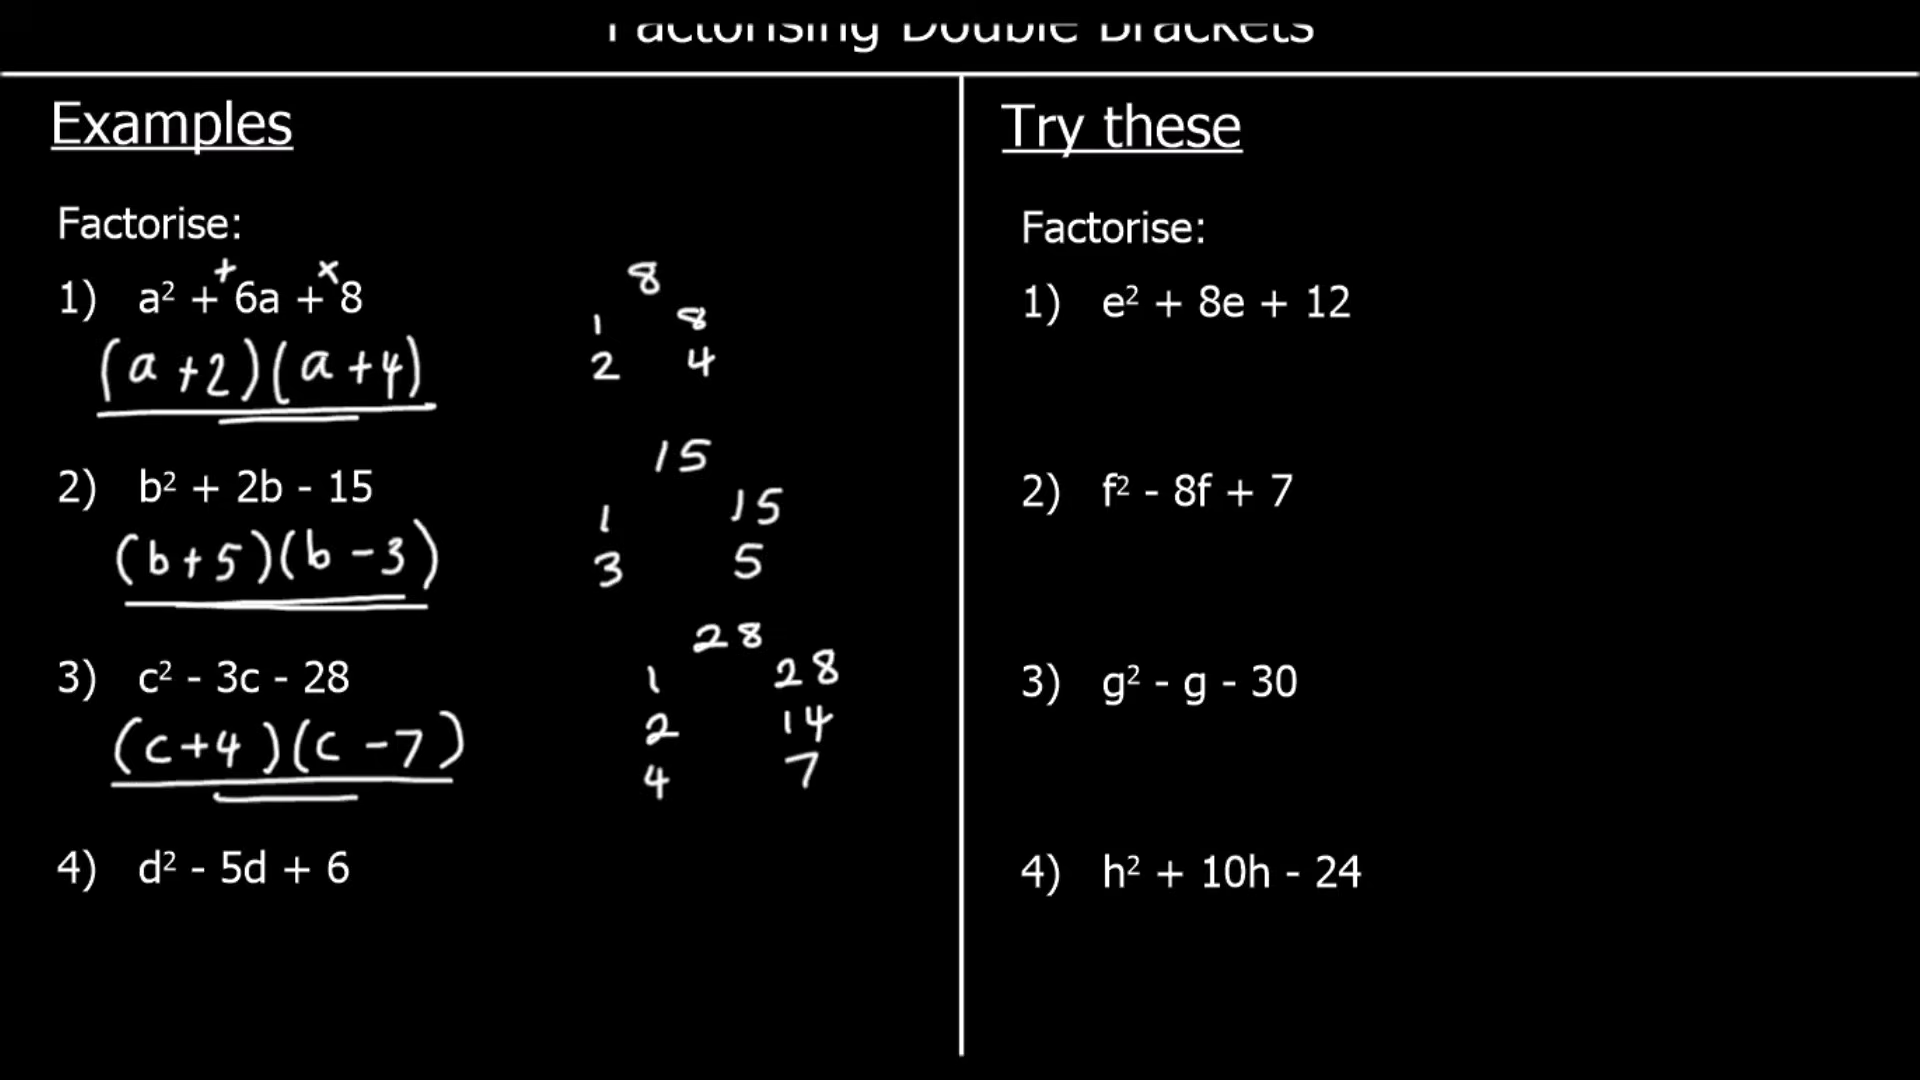 Factorising Double Brackets
Examples
Factorise:
+ ×
1) a² + 6a + 8
(a+2)(a+4)
8
1 8
2 4
2) b² + 2b - 15
(b+5)(b-3)
15
1 15
3 5
3) c² - 3c - 28
(c+4)(c-7)
28
1 28
2 14
4 7
4) d² - 5d + 6
Try these
Factorise:
1) e² + 8e + 12
2) f² - 8f + 7
3) g² - g - 30
4) h² + 10h - 24